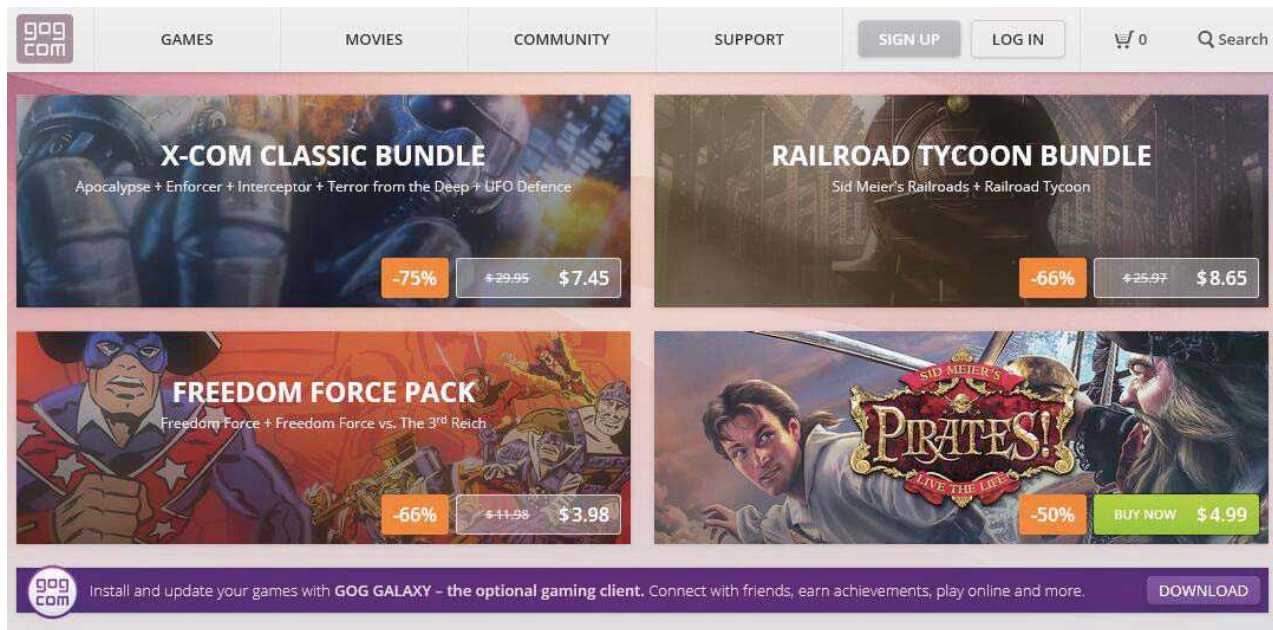 gog
com
GAMES
MOVIES
COMMUNITY
SUPPORT
SIGN UP
LOG IN
0
Search
X-COM CLASSIC BUNDLE
Apocalypse + Enforcer + Interceptor + Terror from the Deep + UFO Defence
-75% $29.95 $7.45
RAILROAD TYCOON BUNDLE
Sid Meier's Railroads + Railroad Tycoon
-66% $25.97 $8.65
FREEDOM FORCE PACK
Freedom Force + Freedom Force vs. The 3rd Reich
-66% $11.98 $3.98
SID MEIER'S
PIRATES!
LIVE THE LIFE
-50% BUY NOW $4.99
gog
com
Install and update your games with GOG GALAXY – the optional gaming client. Connect with friends, earn achievements, play online and more.
DOWNLOAD